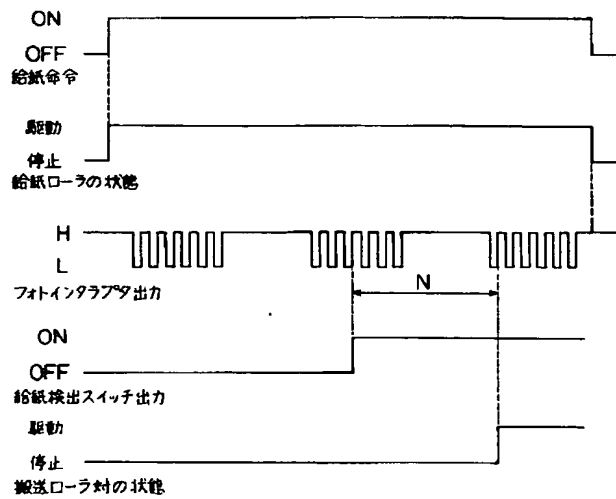 ON
OFF
給紙命令
駆動
停止
給紙ローラの状態
H
L
N
フォトインタラプタ出力
ON
OFF
給紙検出スイッチ出力
駆動
停止
搬送ローラ対の状態